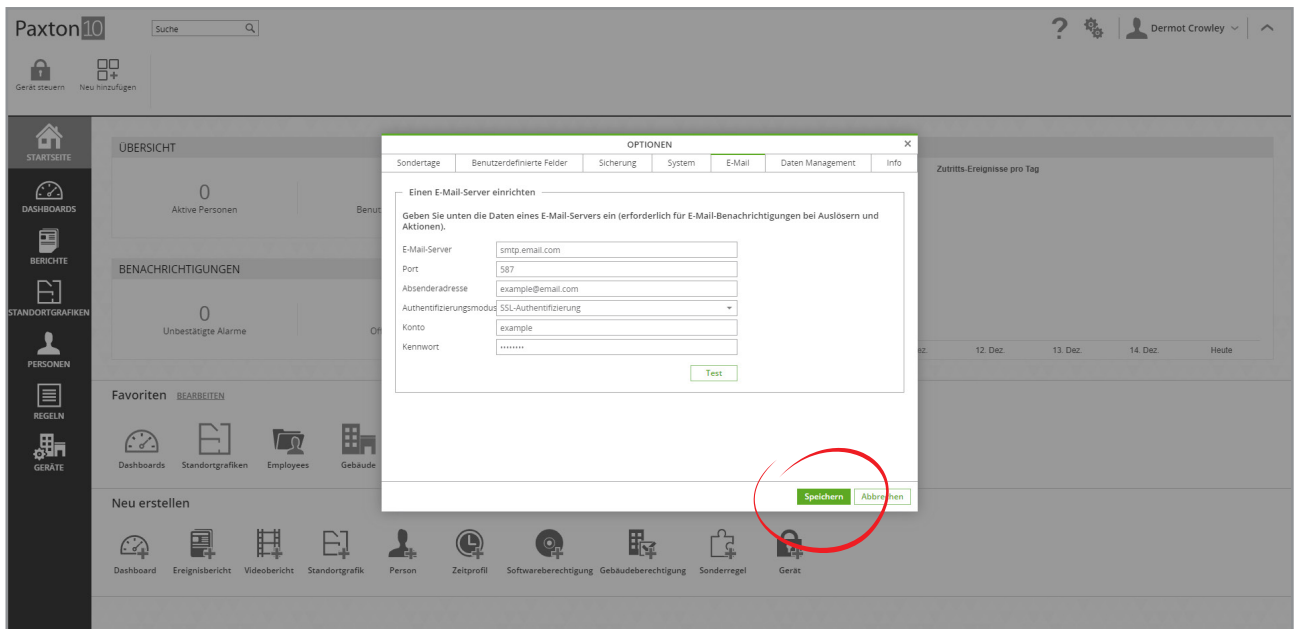 Paxton10
Suche
Dermot Crowley
Gerät steuern
Neu hinzufügen
STARTSEITE
DASHBOARDS
BERICHTE
STANDORTGRAFIKEN
PERSONEN
REGELN
GERÄTE
ÜBERSICHT
0
Aktive Personen
Benut
BENACHRICHTIGUNGEN
0
Unbestätigte Alarme
Zutritts-Ereignisse pro Tag
12. Dez.
13. Dez.
14. Dez.
Heute
OPTIONEN
Sondertage
Benutzerdefinierte Felder
Sicherung
System
E-Mail
Daten Management
Info
Einen E-Mail-Server einrichten
Geben Sie unten die Daten eines E-Mail-Servers ein (erforderlich für E-Mail-Benachrichtigungen bei Auslösern und
Aktionen).
E-Mail-Server
smtp.email.com
Port
587
Absenderadresse
example@email.com
Authentifizierungsmodus
SSL-Authentifizierung
Konto
example
Kennwort
••••••••
Test
Speichern
Abbrechen
Favoriten
BEARBEITEN
Dashboards
Standortgrafiken
Employees
Gebäude
Neu erstellen
Dashboard
Ereignisbericht
Videobericht
Standortgrafik
Person
Zeitprofil
Softwareberechtigung
Gebäudeberechtigung
Sonderregel
Gerät